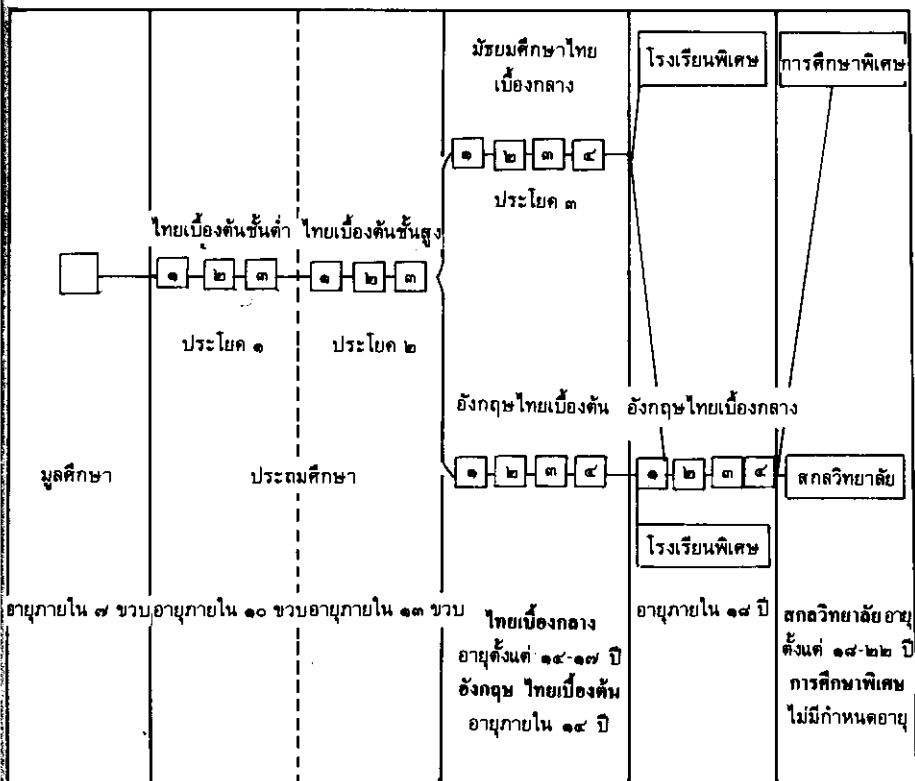 มัธยมศึกษาไทย
เบื้องกลาง
โรงเรียนพิเศษ
การศึกษาพิเศษ
๑ ๒ ๓ ๔
ประโยค ๓
ไทยเบื้องต้นชั้นต่ำ ไทยเบื้องต้นชั้นสูง
๑ ๒ ๓ ๑ ๒ ๓
ประโยค ๑ ประโยค ๒
อังกฤษไทยเบื้องต้น อังกฤษไทยเบื้องกลาง
มูลศึกษา ประถมศึกษา ๑ ๒ ๓ ๔ ๑ ๒ ๓ ๔ สกลวิทยาลัย
โรงเรียนพิเศษ
อายุภายใน ๗ ขวบ อายุภายใน ๑๐ ขวบ อายุภายใน ๑๓ ขวบ
ไทยเบื้องกลาง
อายุตั้งแต่ ๑๔-๑๗ ปี
อังกฤษ ไทยเบื้องต้น
อายุภายใน ๑๔ ปี
อายุภายใน ๑๘ ปี
สกลวิทยาลัย อายุ
ตั้งแต่ ๑๘-๒๒ ปี
การศึกษาพิเศษ
ไม่มีกำหนดอายุ